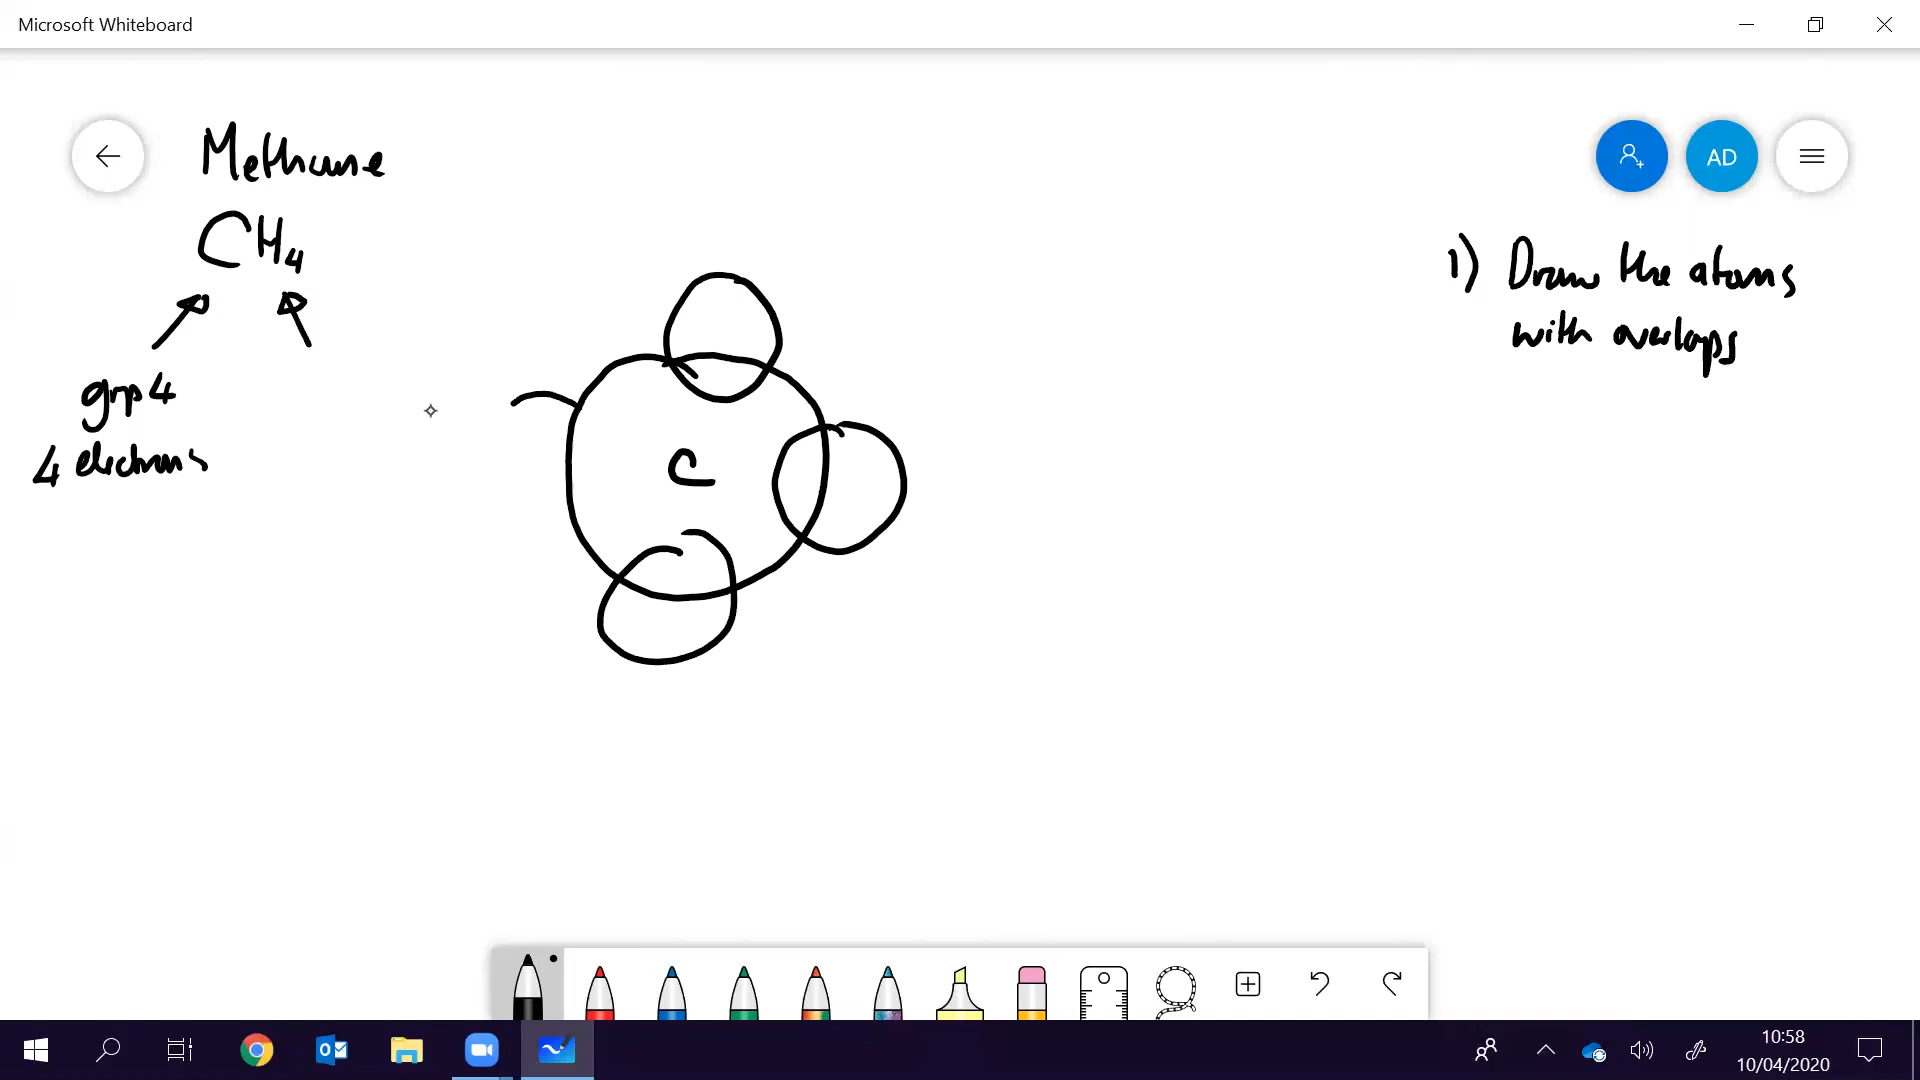 Microsoft Whiteboard
Methane
CH4
grp 4
4 electrons
C
AD
1) Draw the atoms
with overlaps
10:58
10/04/2020